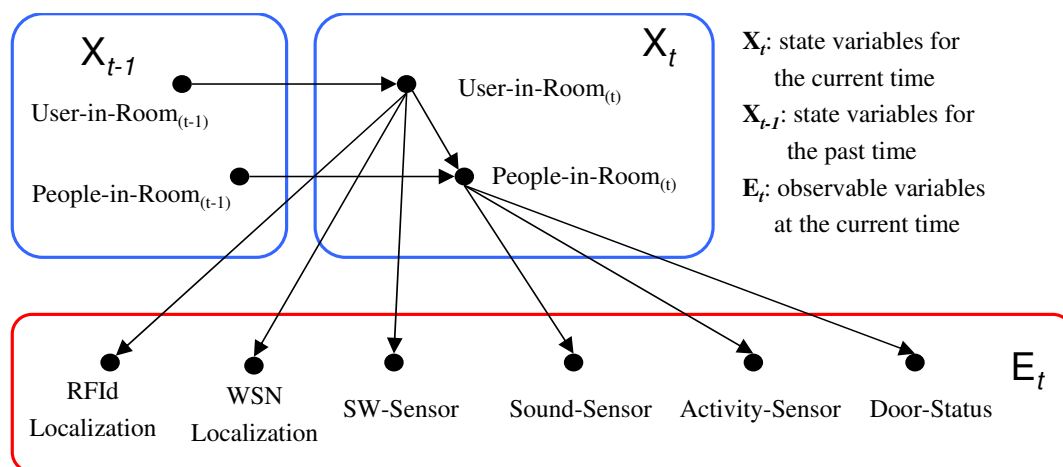 X_{t-1}
User-in-Room_{(t-1)}
People-in-Room_{(t-1)}
X_t
User-in-Room_{(t)}
People-in-Room_{(t)}
X_t: state variables for
the current time
X_{t-1}: state variables for
the past time
E_t: observable variables
at the current time
RFId
Localization
WSN
Localization
SW-Sensor
Sound-Sensor
Activity-Sensor
Door-Status
E_t